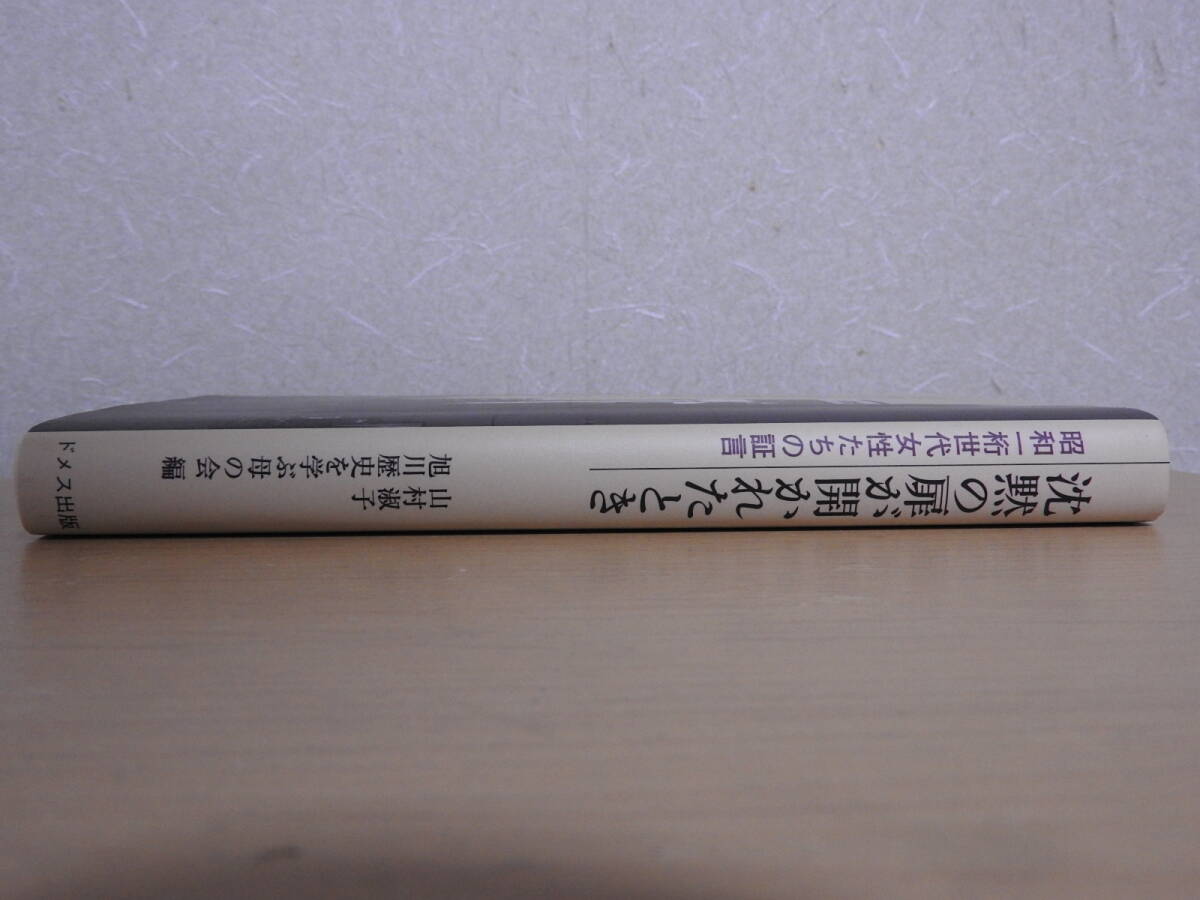 沈黙の扉が開かれたとき
昭和一桁世代女性たちの証言
山村淑子
旭川歴史を学ぶ母の会 編
ドメス出版